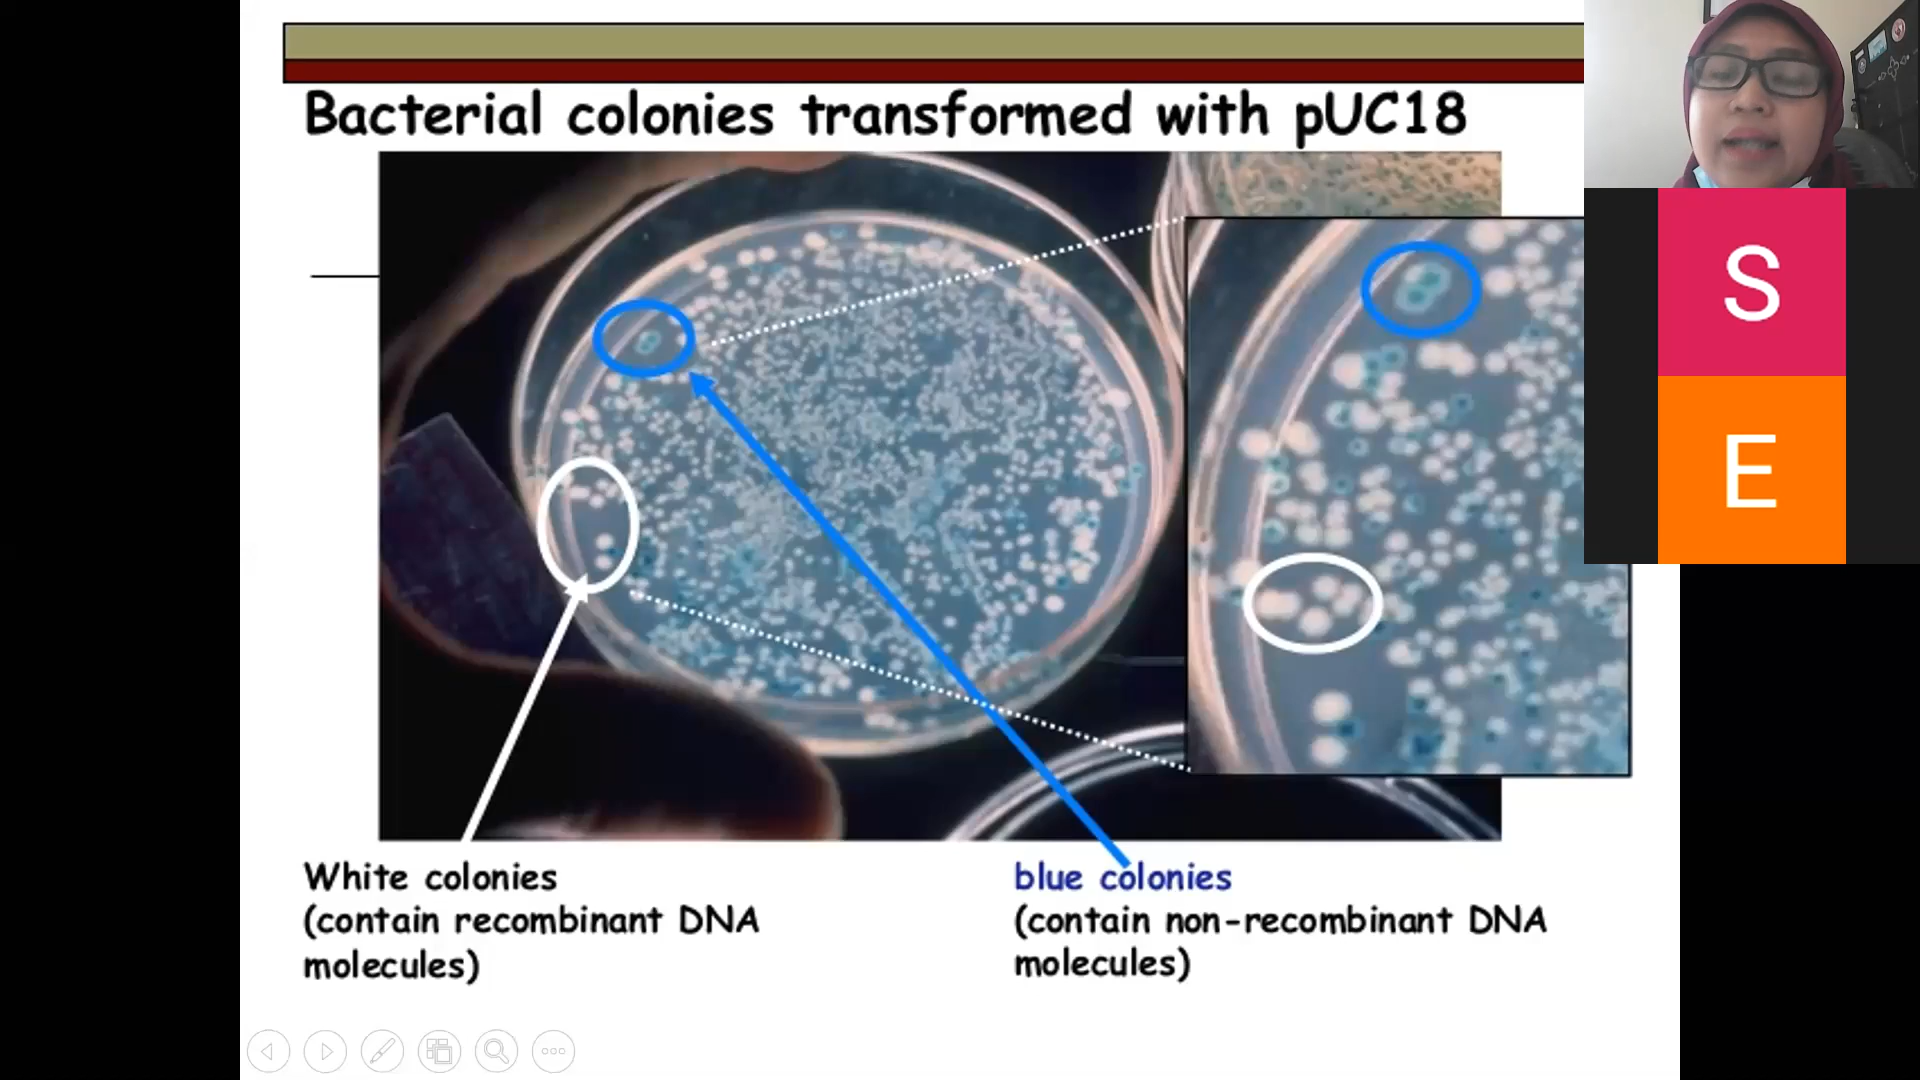 Bacterial colonies transformed with pUC18
White colonies
(contain recombinant DNA
molecules)
blue colonies
(contain non-recombinant DNA
molecules)
S
E